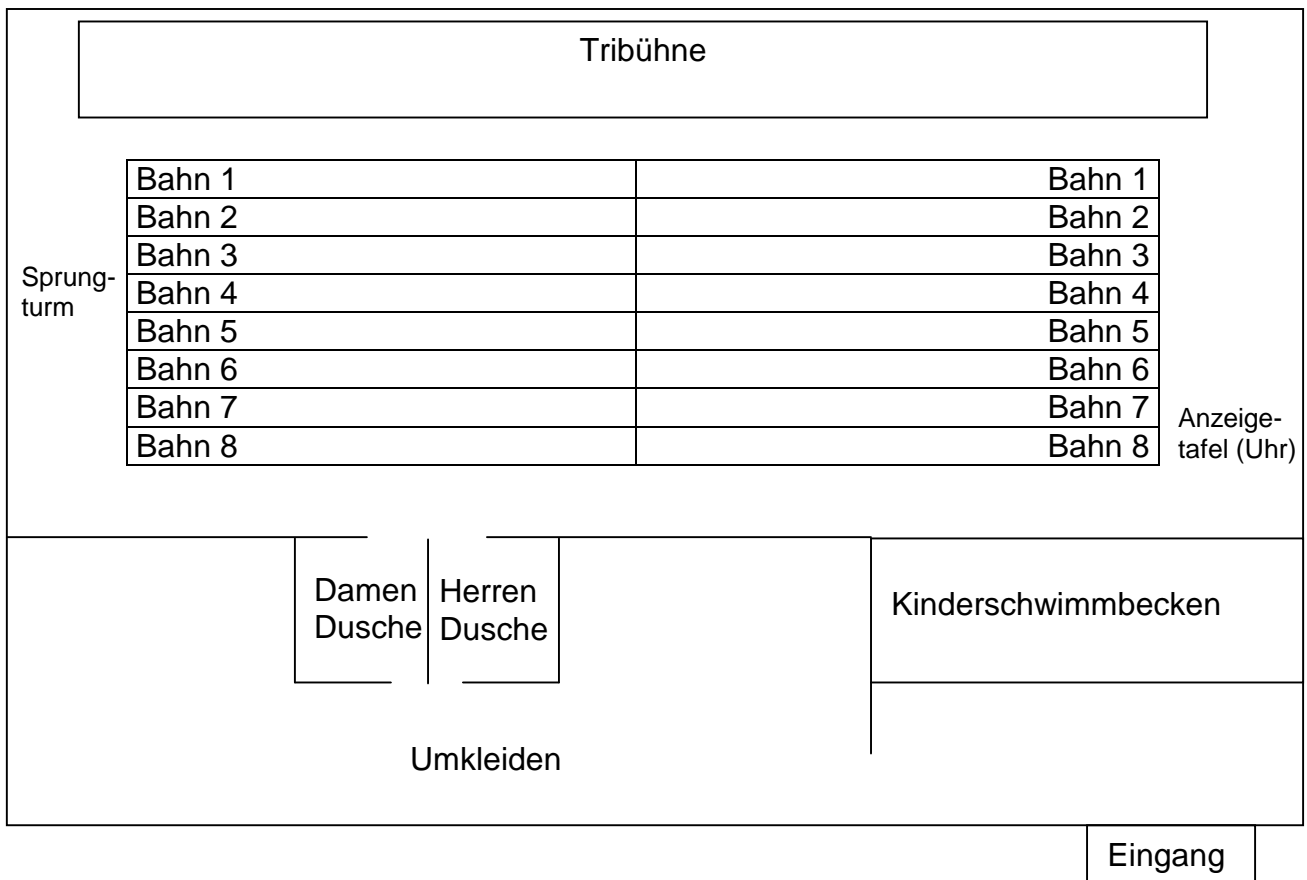 Tribühne
Bahn 1 Bahn 1
Bahn 2 Bahn 2
Bahn 3 Bahn 3
Bahn 4 Bahn 4
Bahn 5 Bahn 5
Bahn 6 Bahn 6
Bahn 7 Bahn 7
Bahn 8 Bahn 8
Sprung-
turm
Anzeige-
tafel (Uhr)
Damen
Dusche
Herren
Dusche
Kinderschwimmbecken
Umkleiden
Eingang